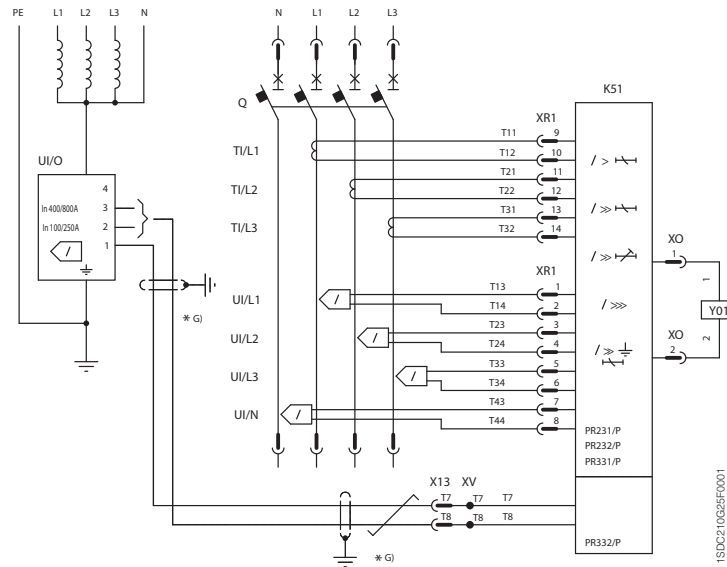 PE L1 L2 L3 N N L1 L2 L3
K51
Q
XR1
T11 9
TI/L1 T12 10 / >
T21 11
UI/O TI/L2 T22 12 / >>
4 T31 13
In 400/800A 3 TI/L3 T32 14
In 100/250A 2 XO
/ 1 / >> 1
XR1
T13 1
UI/L1 / T14 2 / >>> Y01
* G) T23 3
UI/L2 / T24 4 XO 2
T33 5 / >> 2
UI/L3 / T34 6
T43 7
UI/N / T44 8
PR231/P
PR232/P
PR331/P
X13 XV
T7 T7 T7
T8 T8 T8
PR332/P
* G)
1SDC210G25F0001